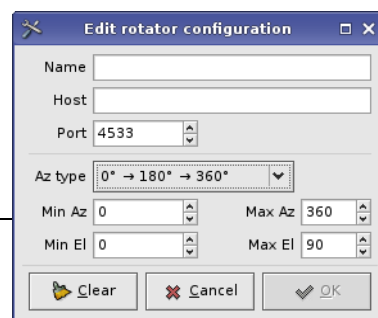 Edit rotator configuration
Name
Host
Port 4533
Az type 0° → 180° → 360°
Min Az 0 Max Az 360
Min El 0 Max El 90
Clear Cancel OK